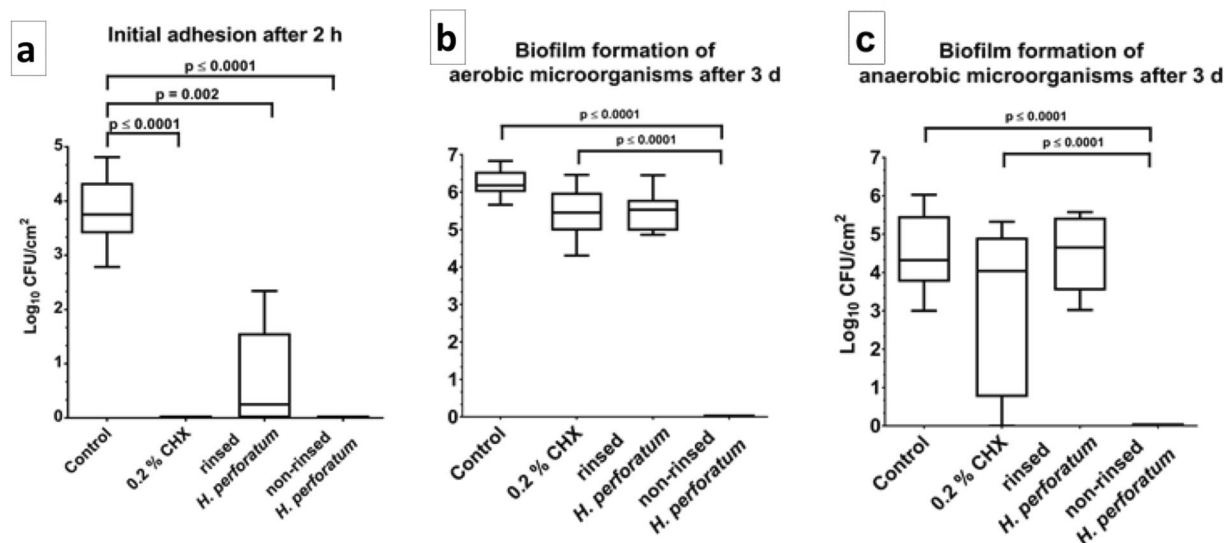 a
Initial adhesion after 2 h
p ≤ 0.0001
p = 0.002
p ≤ 0.0001
Log10 CFU/cm2
5
4
3
2
1
0
Control
0.2 % CHX
rinsed
H. perforatum
non-rinsed
H. perforatum
b
Biofilm formation of
aerobic microorganisms after 3 d
p ≤ 0.0001
p ≤ 0.0001
7
6
5
4
3
2
1
0
Control
0.2 % CHX
rinsed
H. perforatum
non-rinsed
H. perforatum
c
Biofilm formation of
anaerobic microorganisms after 3 d
p ≤ 0.0001
p ≤ 0.0001
Log10 CFU/cm2
7
6
5
4
3
2
1
0
Control
0.2 % CHX
rinsed
H. perforatum
non-rinsed
H. perforatum